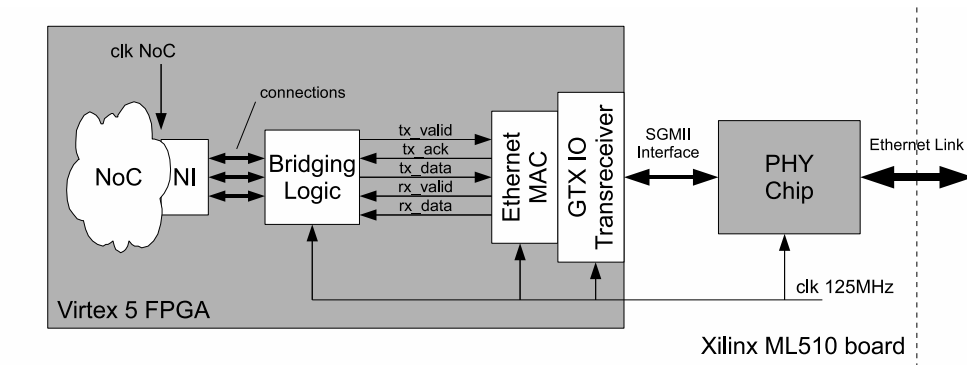 clk NoC
connections
NoC
NI
Bridging
Logic
tx_valid
tx_ack
tx_data
rx_valid
rx_data
Ethernet
MAC
GTX IO
Transreceiver
SGMII
Interface
PHY
Chip
Ethernet Link
clk 125MHz
Virtex 5 FPGA
Xilinx ML510 board